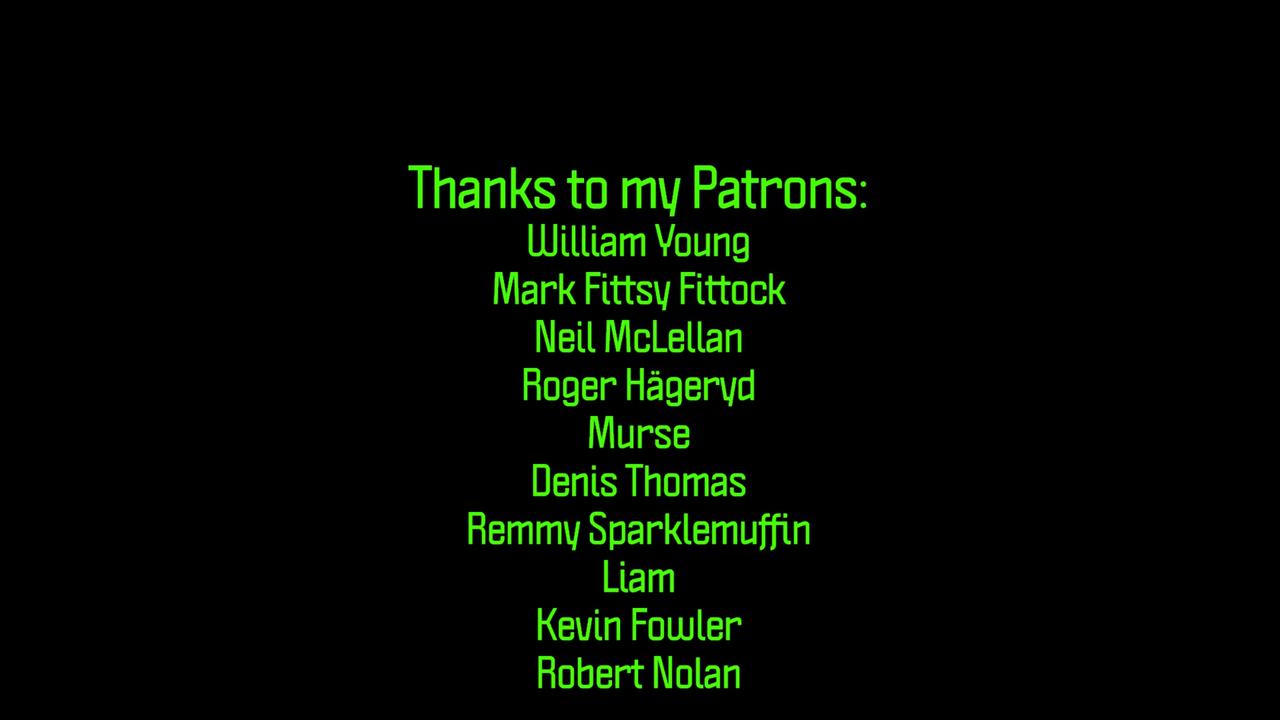 Thanks to my Patrons:
William Young
Mark Fittsy Fittock
Neil McLellan
Roger Hägeryd
Murse
Denis Thomas
Remmy Sparklemuffin
Liam
Kevin Fowler
Robert Nolan